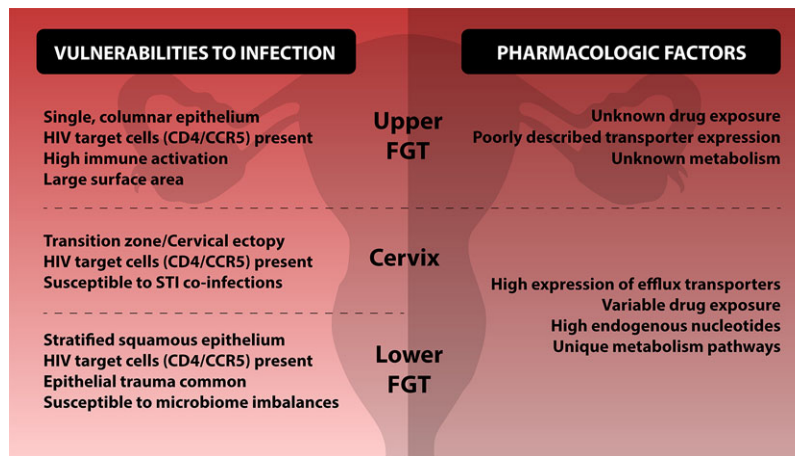 VULNERABILITIES TO INFECTION
PHARMACOLOGIC FACTORS
Single, columnar epithelium
HIV target cells (CD4/CCR5) present
High immune activation
Large surface area
Upper
FGT
Unknown drug exposure
Poorly described transporter expression
Unknown metabolism
Transition zone/Cervical ectopy
HIV target cells (CD4/CCR5) present
Susceptible to STI co-infections
Cervix
Stratified squamous epithelium
HIV target cells (CD4/CCR5) present
Epithelial trauma common
Susceptible to microbiome imbalances
Lower
FGT
High expression of efflux transporters
Variable drug exposure
High endogenous nucleotides
Unique metabolism pathways